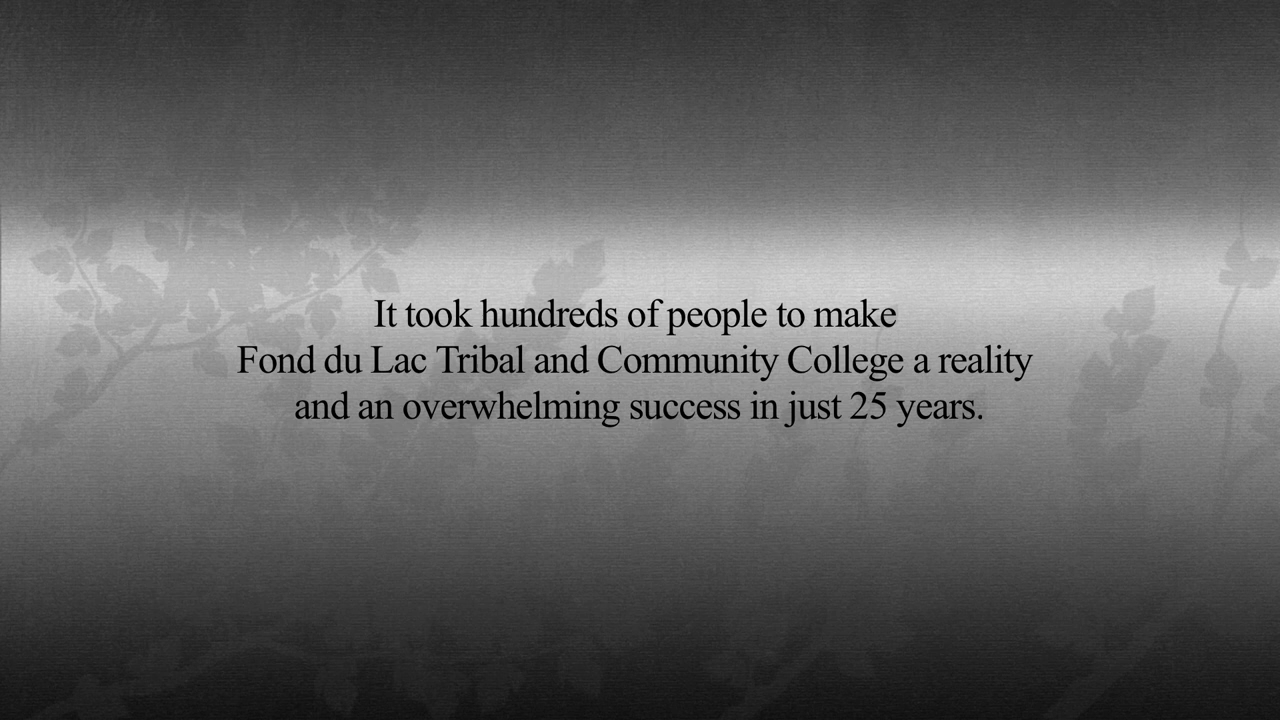 It took hundreds of people to make
Fond du Lac Tribal and Community College a reality
and an overwhelming success in just 25 years.